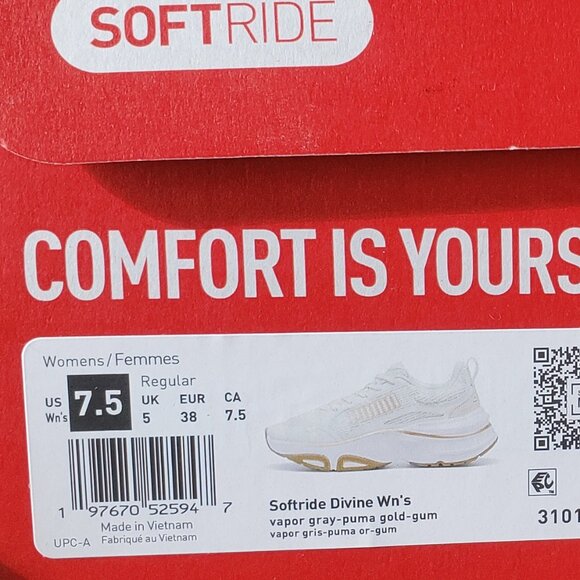 SOFTRIDE
COMFORT IS YOURS
Womens/Femmes
Regular
US UK EUR CA
Wn's 7.5 5 38 7.5
1 97670 52594 7
Made in Vietnam
UPC-A Fabriqué au Vietnam
Softride Divine Wn's
vapor gray-puma gold-gum
vapor gris-puma or-gum
3101